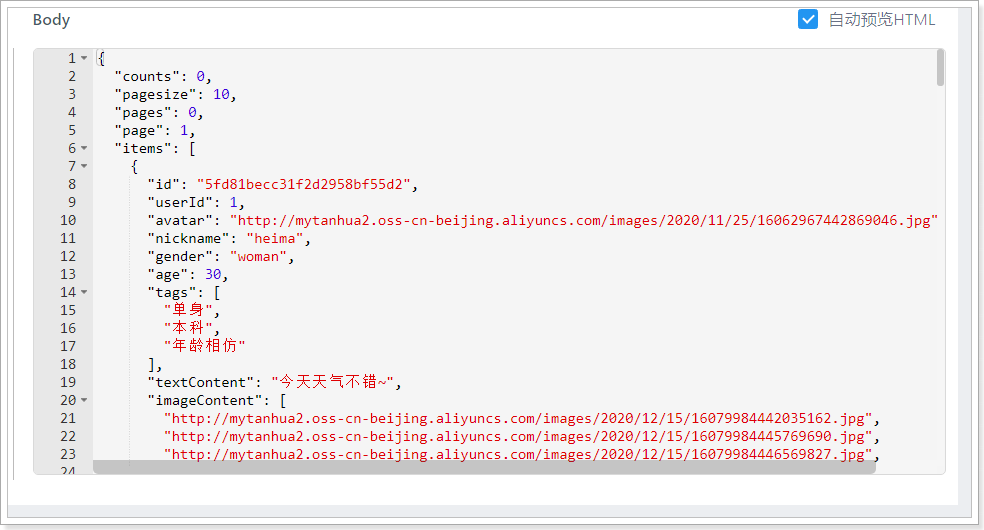 Body
自动预览HTML
1 {
2 "counts": 0,
3 "pagesize": 10,
4 "pages": 0,
5 "page": 1,
6 "items": [
7 {
8 "id": "5fd81becc31f2d2958bf55d2",
9 "userId": 1,
10 "avatar": "http://mytanhua2.oss-cn-beijing.aliyuncs.com/images/2020/11/25/16062967442869046.jpg"
11 "nickname": "heima",
12 "gender": "woman",
13 "age": 30,
14 "tags": [
15 "单身",
16 "本科",
17 "年龄相仿"
18 ],
19 "textContent": "今天天气不错~",
20 "imageContent": [
21 "http://mytanhua2.oss-cn-beijing.aliyuncs.com/images/2020/12/15/16079984442035162.jpg",
22 "http://mytanhua2.oss-cn-beijing.aliyuncs.com/images/2020/12/15/16079984445769690.jpg",
23 "http://mytanhua2.oss-cn-beijing.aliyuncs.com/images/2020/12/15/16079984446569827.jpg",
24